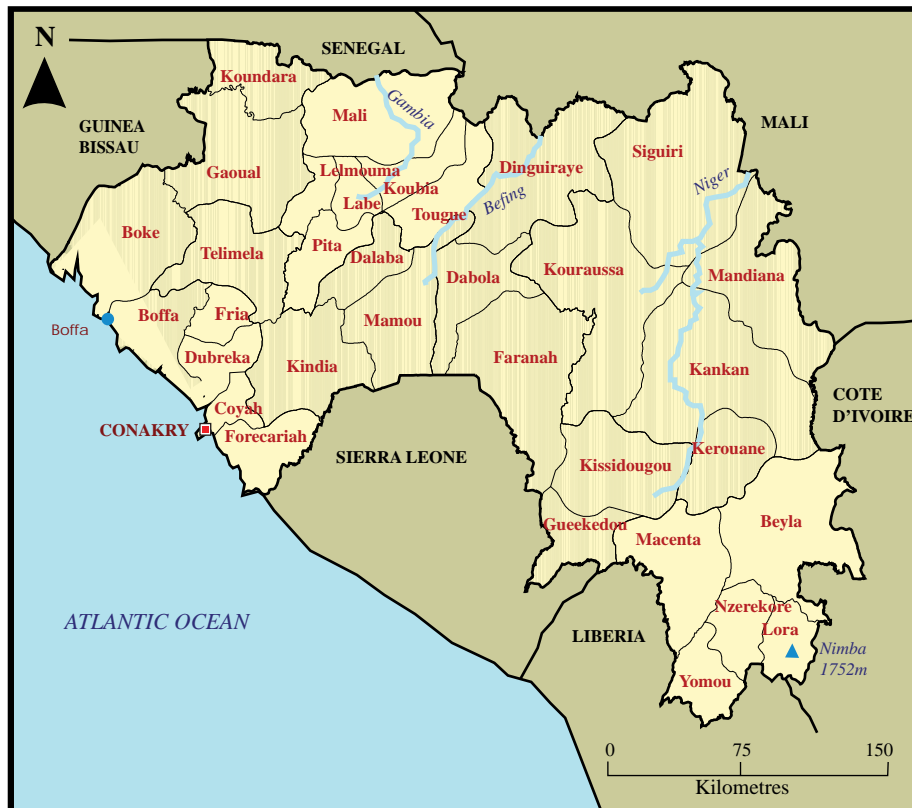 N
SENEGAL
Koundara
Gambia
Mali
GUINEA
BISSAU
MALI
Siguiri
Gaoual
Lelmouma
Dinguiraye
Koubia
Niger
Labe
Befing
Tougue
Boke
Telimela
Pita
Dalaba
Kouraussa
Mandiana
Dabola
Boffa
Boffa
Fria
Mamou
Dubreka
Kindia
Faranah
Kankan
COTE
D'IVOIRE
Coyah
CONAKRY
Forecariah
SIERRA LEONE
Kissidougou
Kerouane
Gueekedou
Beyla
Macenta
Nzerekore
ATLANTIC OCEAN
LIBERIA
Lora
Nimba
1752m
Yomou
0 75 150
Kilometres